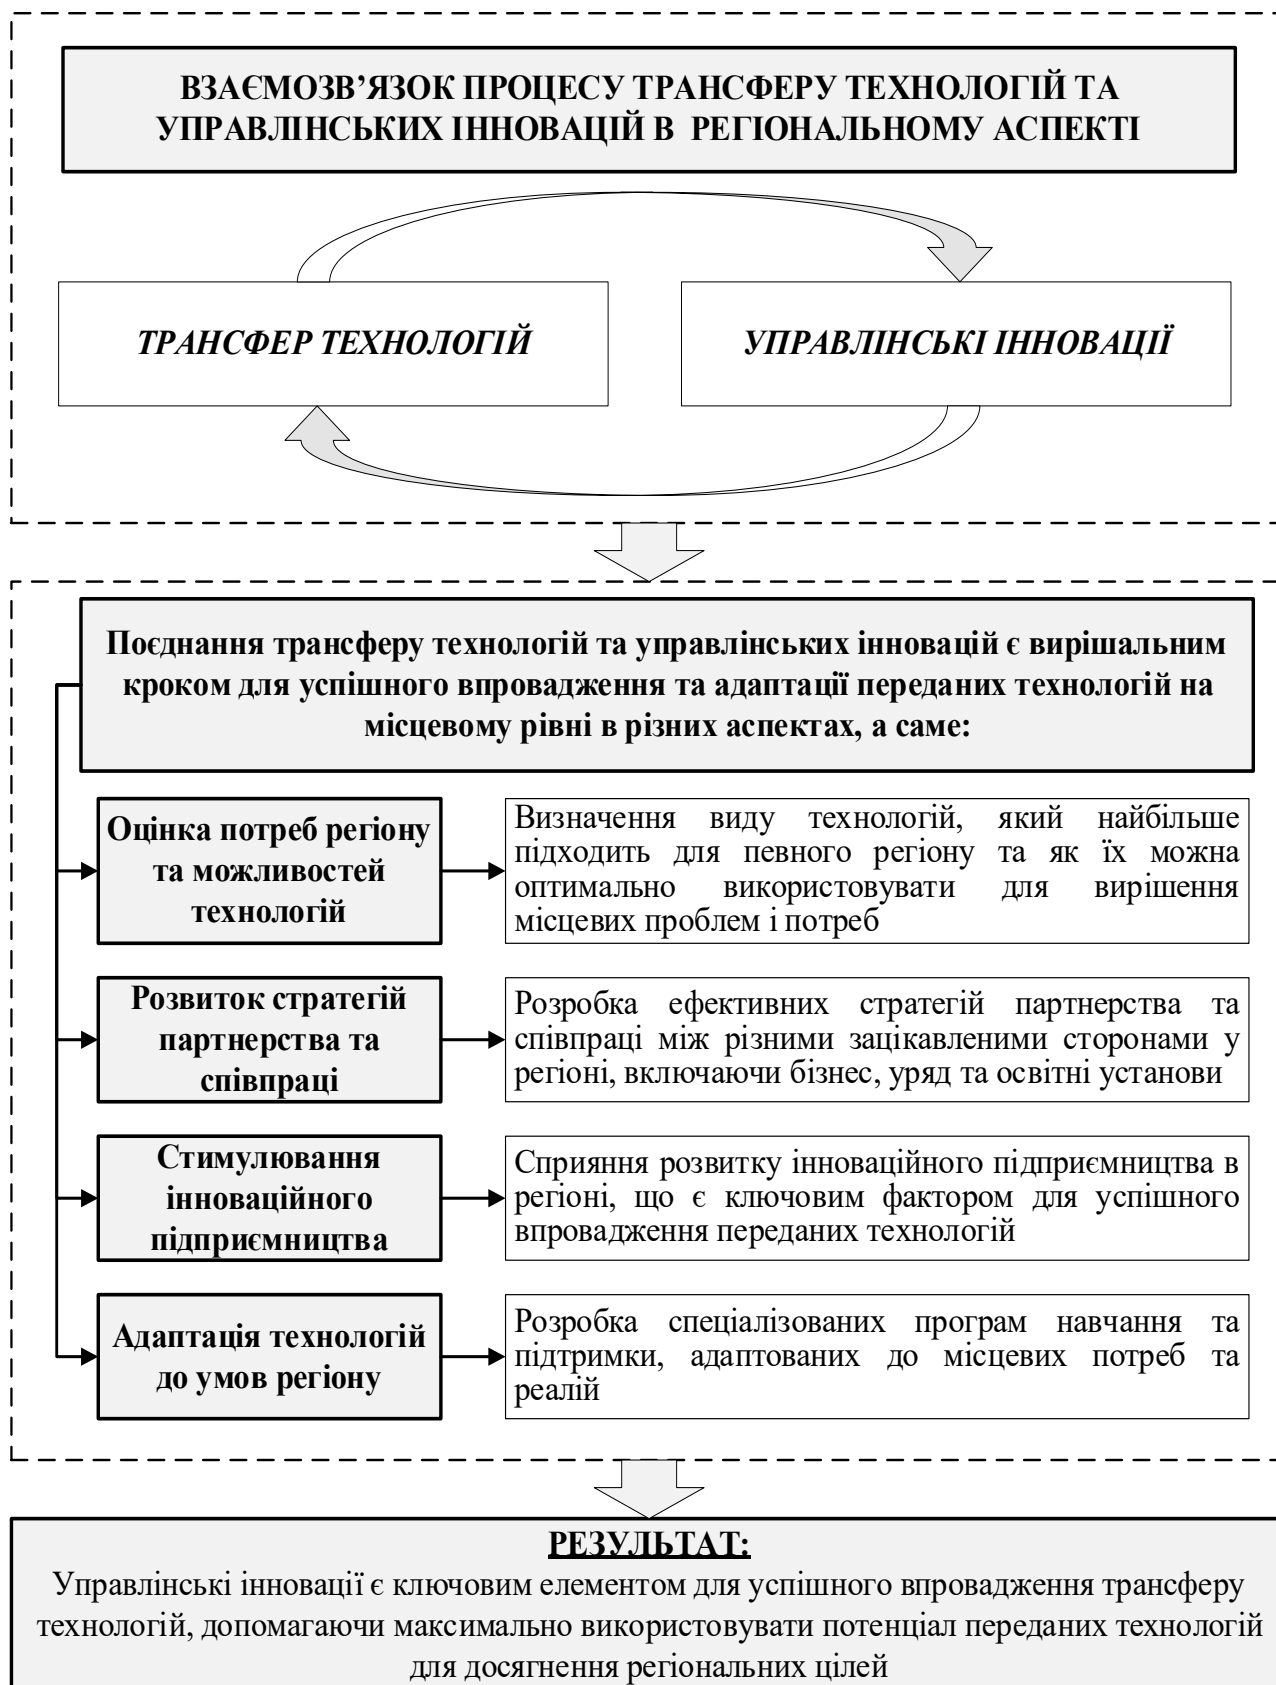 ВЗАЄМОЗВ’ЯЗОК ПРОЦЕСУ ТРАНСФЕРУ ТЕХНОЛОГІЙ ТА
УПРАВЛІНСЬКИХ ІННОВАЦІЙ В РЕГІОНАЛЬНОМУ АСПЕКТІ
ТРАНСФЕР ТЕХНОЛОГІЙ
УПРАВЛІНСЬКІ ІННОВАЦІЇ
Поєднання трансферу технологій та управлінських інновацій є вирішальним
кроком для успішного впровадження та адаптації переданих технологій на
місцевому рівні в різних аспектах, а саме:
Оцінка потреб регіону
та можливостей
технологій
Визначення виду технологій, який найбільше
підходить для певного регіону та як їх можна
оптимально використовувати для вирішення
місцевих проблем і потреб
Розвиток стратегій
партнерства та
співпраці
Розробка ефективних стратегій партнерства та
співпраці між різними зацікавленими сторонами у
регіоні, включаючи бізнес, уряд та освітні установи
Стимулювання
інноваційного
підприємництва
Сприяння розвитку інноваційного підприємництва в
регіоні, що є ключовим фактором для успішного
впровадження переданих технологій
Адаптація технологій
до умов регіону
Розробка спеціалізованих програм навчання та
підтримки, адаптованих до місцевих потреб та
реалій
РЕЗУЛЬТАТ:
Управлінські інновації є ключовим елементом для успішного впровадження трансферу
технологій, допомагаючи максимально використовувати потенціал переданих технологій
для досягнення регіональних цілей